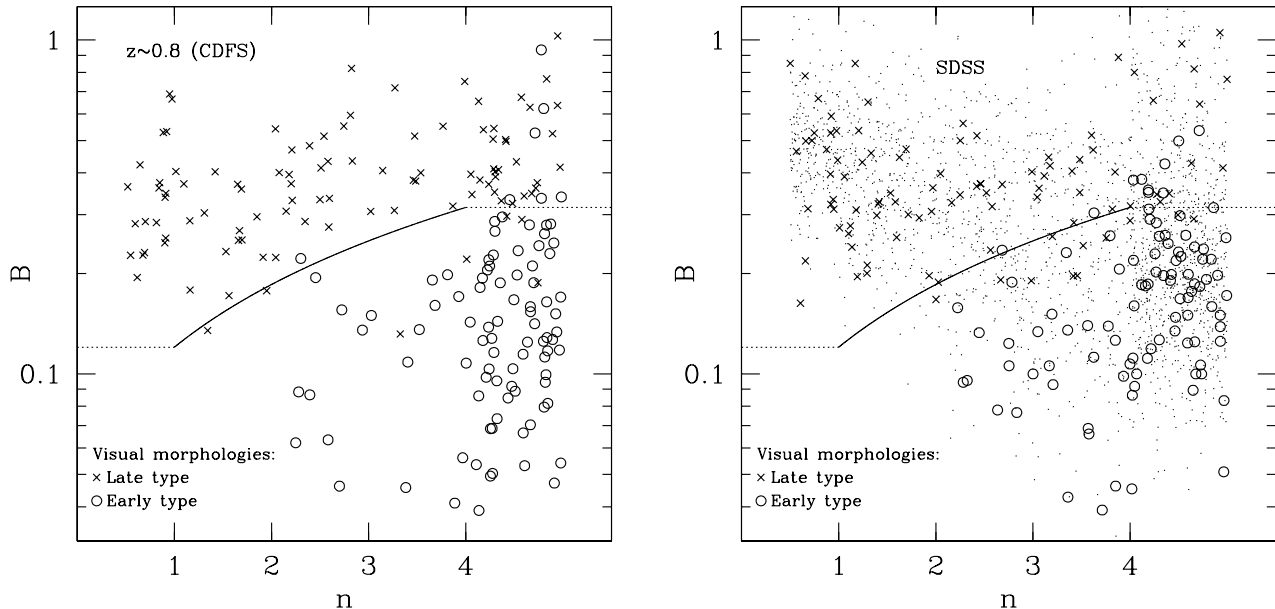 1
z~0.8 (CDFS)
B
0.1
Visual morphologies:
× Late type
○ Early type
1 2 3 4
n
1
SDSS
B
0.1
Visual morphologies:
× Late type
○ Early type
1 2 3 4
n